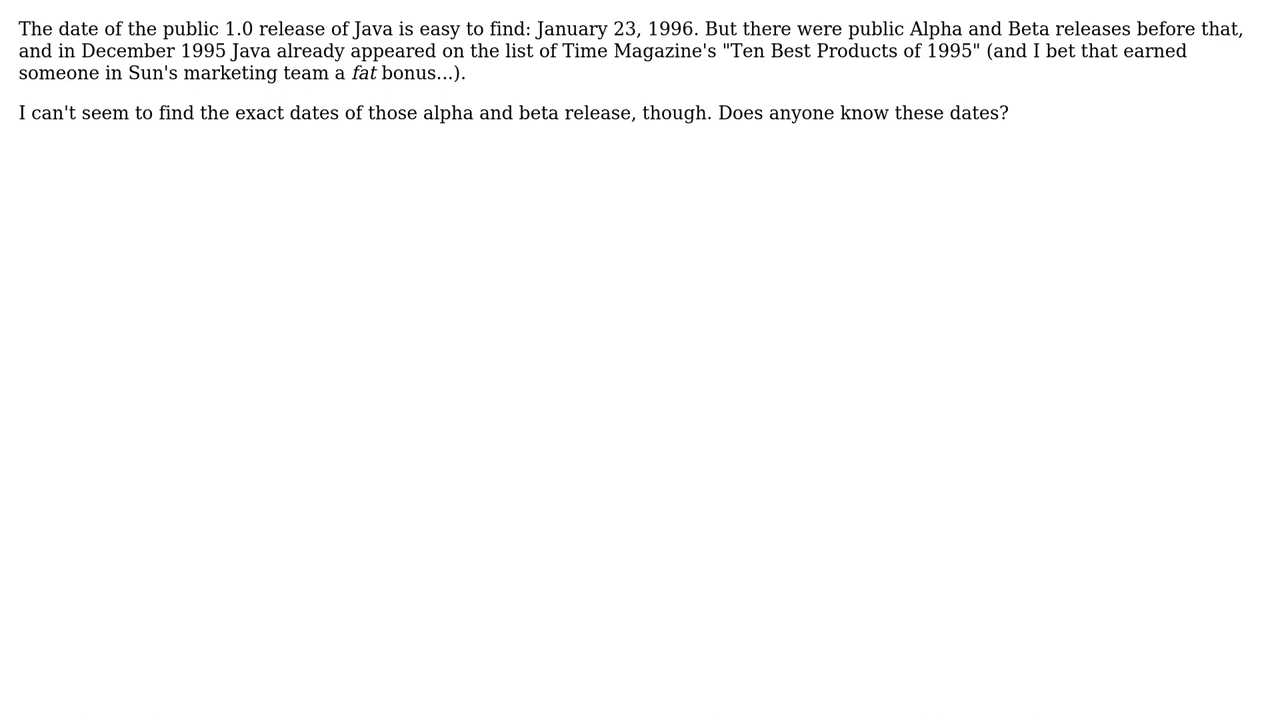 The date of the public 1.0 release of Java is easy to find: January 23, 1996. But there were public Alpha and Beta releases before that,
and in December 1995 Java already appeared on the list of Time Magazine's "Ten Best Products of 1995" (and I bet that earned
someone in Sun's marketing team a fat bonus...).
I can't seem to find the exact dates of those alpha and beta release, though. Does anyone know these dates?